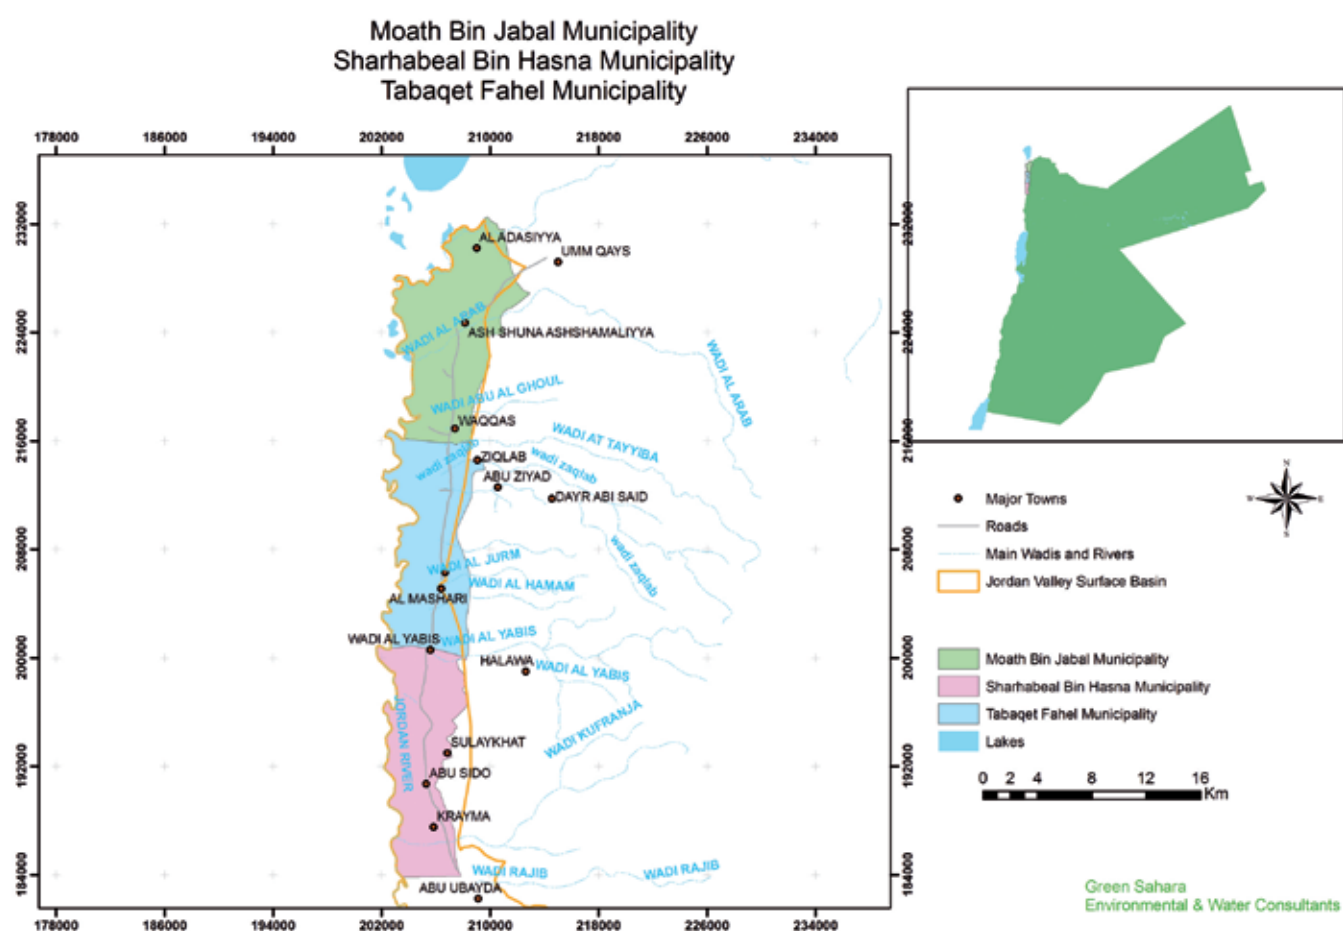 Moath Bin Jabal Municipality
Sharhabeal Bin Hasna Municipality
Tabaqet Fahel Municipality
178000 186000 194000 202000 210000 218000 226000 234000
232000 232000
224000 224000
216000 216000
208000 208000
200000 200000
192000 192000
184000 184000
AL ADASIYYA
UMM QAYS
WADI AL ARAB
ASH SHUNA ASHSHAMALIYYA
WADI AL ARAB
WADI ABU AL GHOUL
WAQQAS
WADI AT TAYYIBA
wadi zaqlab
ZIQLAB
wadi zaqlab
ABU ZIYAD
DAYR ABI SAID
wadi zaqlab
WADI AL JURM
WADI AL HAMAM
AL MASHARI
WADI AL YABIS
WADI AL YABIS
HALAWA
WADI AL YABIS
JORDAN RIVER
WADI KUFRANJA
SULAYKHAT
ABU SIDO
KRAYMA
WADI RAJIB
WADI RAJIB
ABU UBAYDA
178000 186000 194000 202000 210000 218000 226000 234000
N
W E
S
Major Towns
Roads
Main Wadis and Rivers
Jordan Valley Surface Basin
Moath Bin Jabal Municipality
Sharhabeal Bin Hasna Municipality
Tabaqet Fahel Municipality
Lakes
0 2 4 8 12 16
Km
Green Sahara
Environmental & Water Consultants